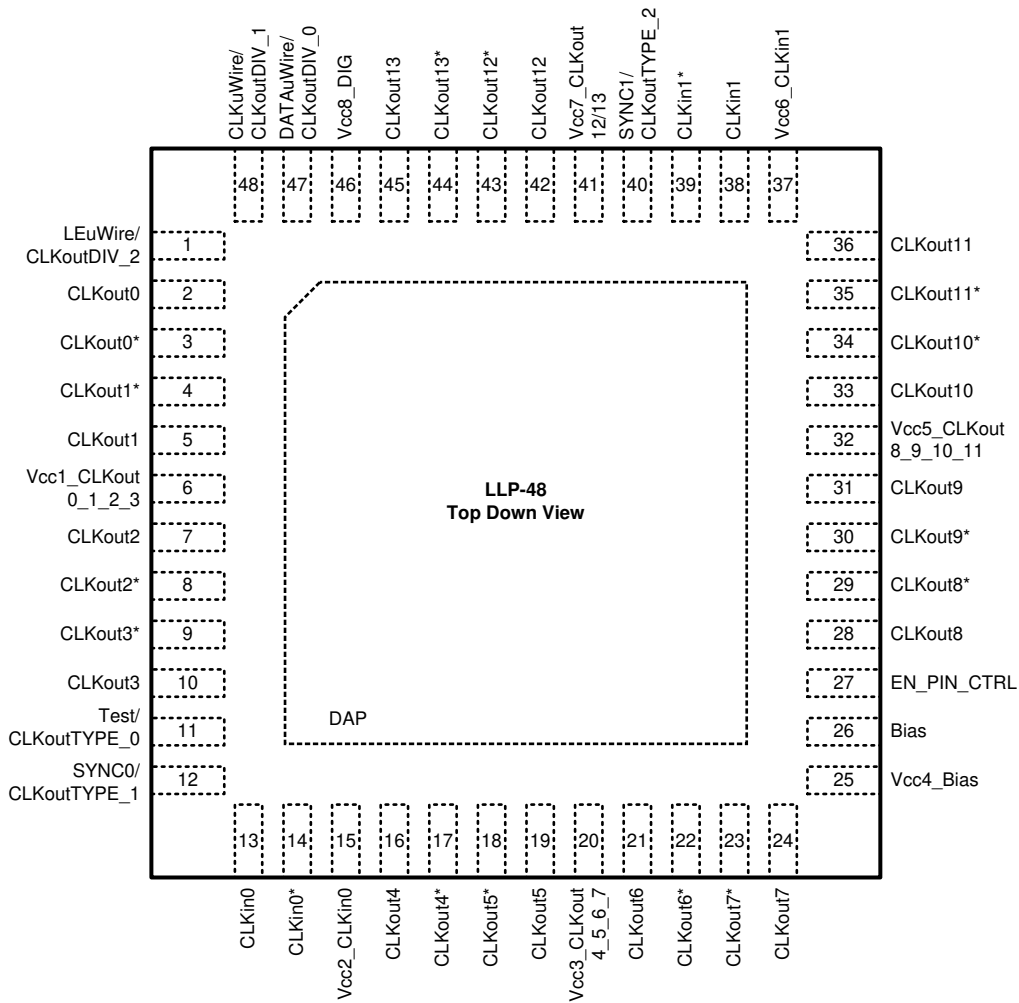 CLKuWire/
CLKoutDIV_1
DATAuWire/
CLKoutDIV_0
Vcc8_DIG
CLKout13
CLKout13*
CLKout12*
CLKout12
Vcc7_CLKout
12/13
SYNC1/
CLKoutTYPE_2
CLKin1*
CLKin1
Vcc6_CLKin1
48
47
46
45
44
43
42
41
40
39
38
37
LEuWire/
CLKoutDIV_2
1
CLKout0
2
CLKout0*
3
CLKout1*
4
CLKout1
5
Vcc1_CLKout
0_1_2_3
6
CLKout2
7
CLKout2*
8
CLKout3*
9
CLKout3
10
Test/
CLKoutTYPE_0
11
SYNC0/
CLKoutTYPE_1
12
LLP-48
Top Down View
DAP
36
CLKout11
35
CLKout11*
34
CLKout10*
33
CLKout10
32
Vcc5_CLKout
8_9_10_11
31
CLKout9
30
CLKout9*
29
CLKout8*
28
CLKout8
27
EN_PIN_CTRL
26
Bias
25
Vcc4_Bias
13
14
15
16
17
18
19
20
21
22
23
24
CLKin0
CLKin0*
Vcc2_CLKin0
CLKout4
CLKout4*
CLKout5*
CLKout5
Vcc3_CLKout
4_5_6_7
CLKout6
CLKout6*
CLKout7*
CLKout7